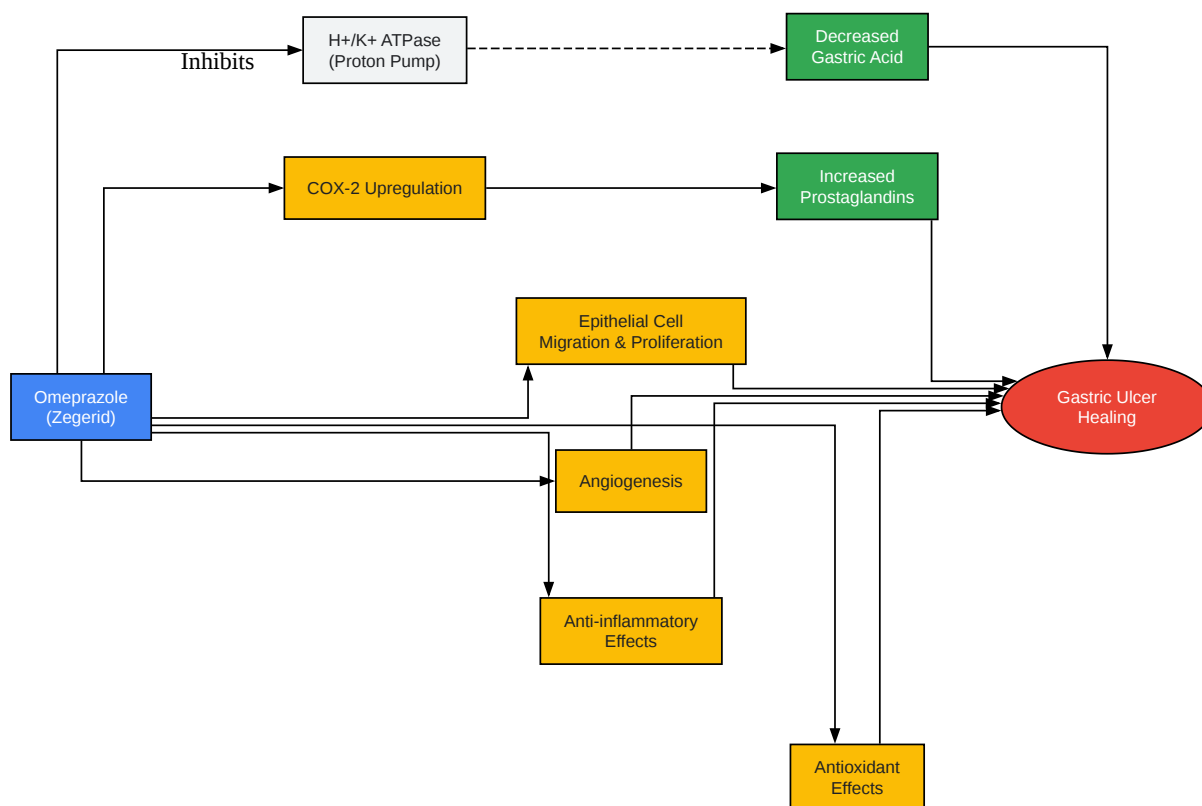 H+/K+ ATPase
(Proton Pump)
Decreased
Gastric Acid
Inhibits
COX-2 Upregulation
Increased
Prostaglandins
Epithelial Cell
Migration & Proliferation
Omeprazole
(Zegerid)
Gastric Ulcer
Healing
Angiogenesis
Anti-inflammatory
Effects
Antioxidant
Effects